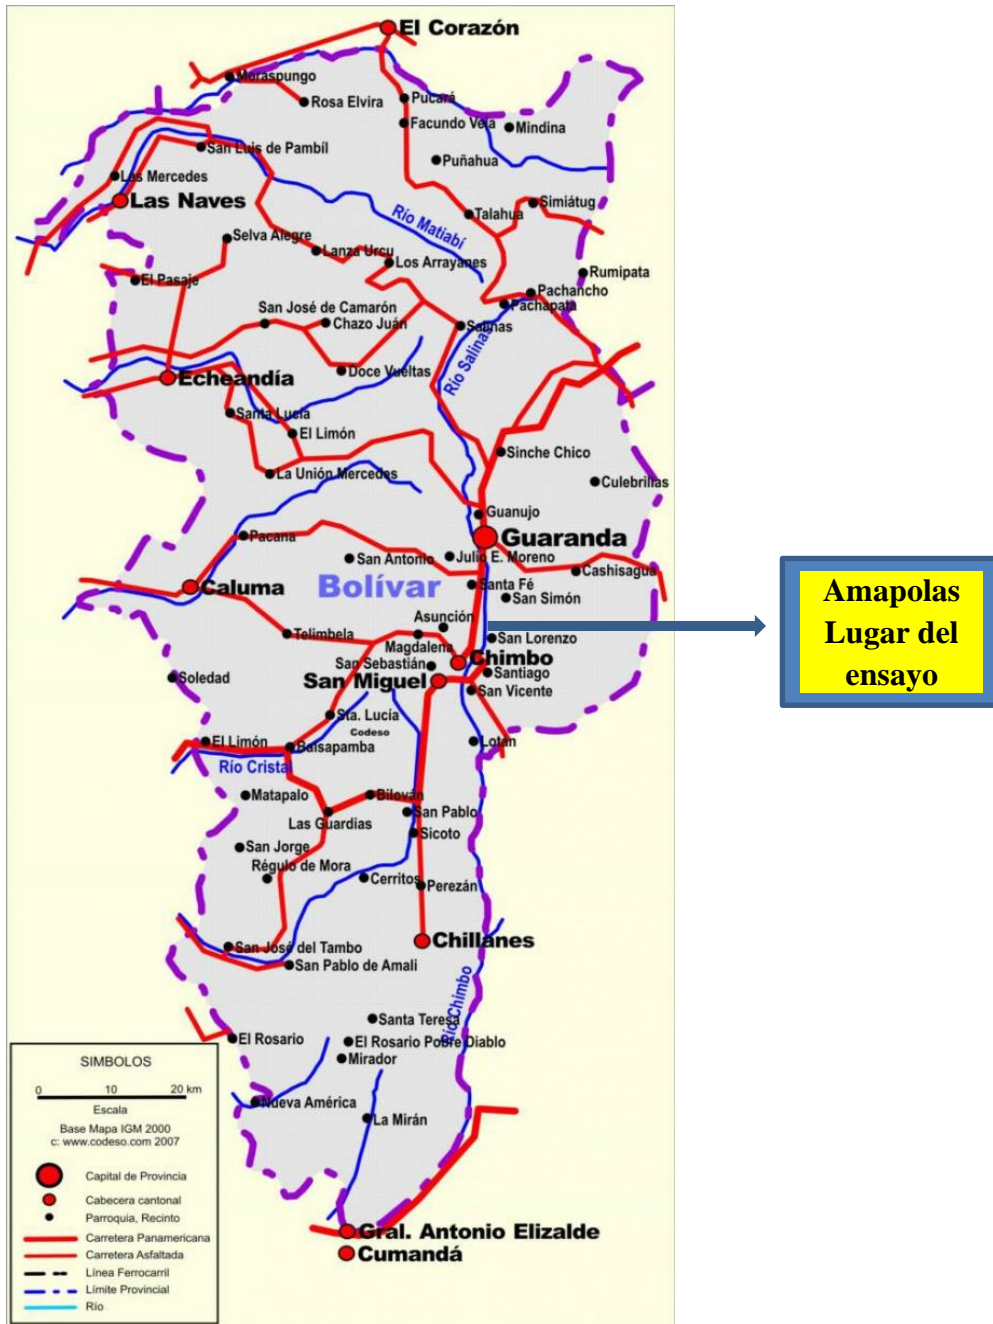 El Corazón
Moraspungo
Rosa Elvira
Pucará
Facundo Vela
Mindina
San Luis de Pambíl
Puñahua
Las Mercedes
Las Naves
Simiátug
Talahua
Río Matiabí
Selva Alegre
Lanza Urcu
Los Arrayanes
Rumipata
El Pasaje
Pachancho
Pachapata
San José de Camarón
Chazo Juán
Salinas
Río Salinas
Doce Vueltas
Echeandía
Santa Lucía
El Limón
Sinche Chico
La Unión Mercedes
Culebrillas
Guanujo
Guaranda
Pacana
San Antonio
Julio E. Moreno
Cashisagua
Caluma
Bolívar
Santa Fé
San Simón
Asunción
Telimbela
Magdalena
San Lorenzo
San Sebastián
Chimbo
Santiago
Soledad
San Miguel
San Vicente
Sta. Lucía
Codeso
El Limón
Balsapamba
Lotan
Río Cristal
Matapalo
Bilován
Las Guardias
San Pablo
Sicoto
San Jorge
Régulo de Mora
Cerritos
Perezán
Chillanes
San José del Tambo
San Pablo de Amali
Río Chimbo
Santa Teresa
El Rosario
El Rosario Pobre Diablo
Mirador
Nueva América
La Mirán
Gral. Antonio Elizalde
Cumandá
SIMBOLOS
0 10 20 km
Escala
Base Mapa IGM 2000
c: www.codeso.com 2007
Capital de Provincia
Cabecera cantonal
Parroquia, Recinto
Carretera Panamericana
Carretera Asfaltada
Línea Ferrocarril
Límite Provincial
Río
Amapolas
Lugar del
ensayo